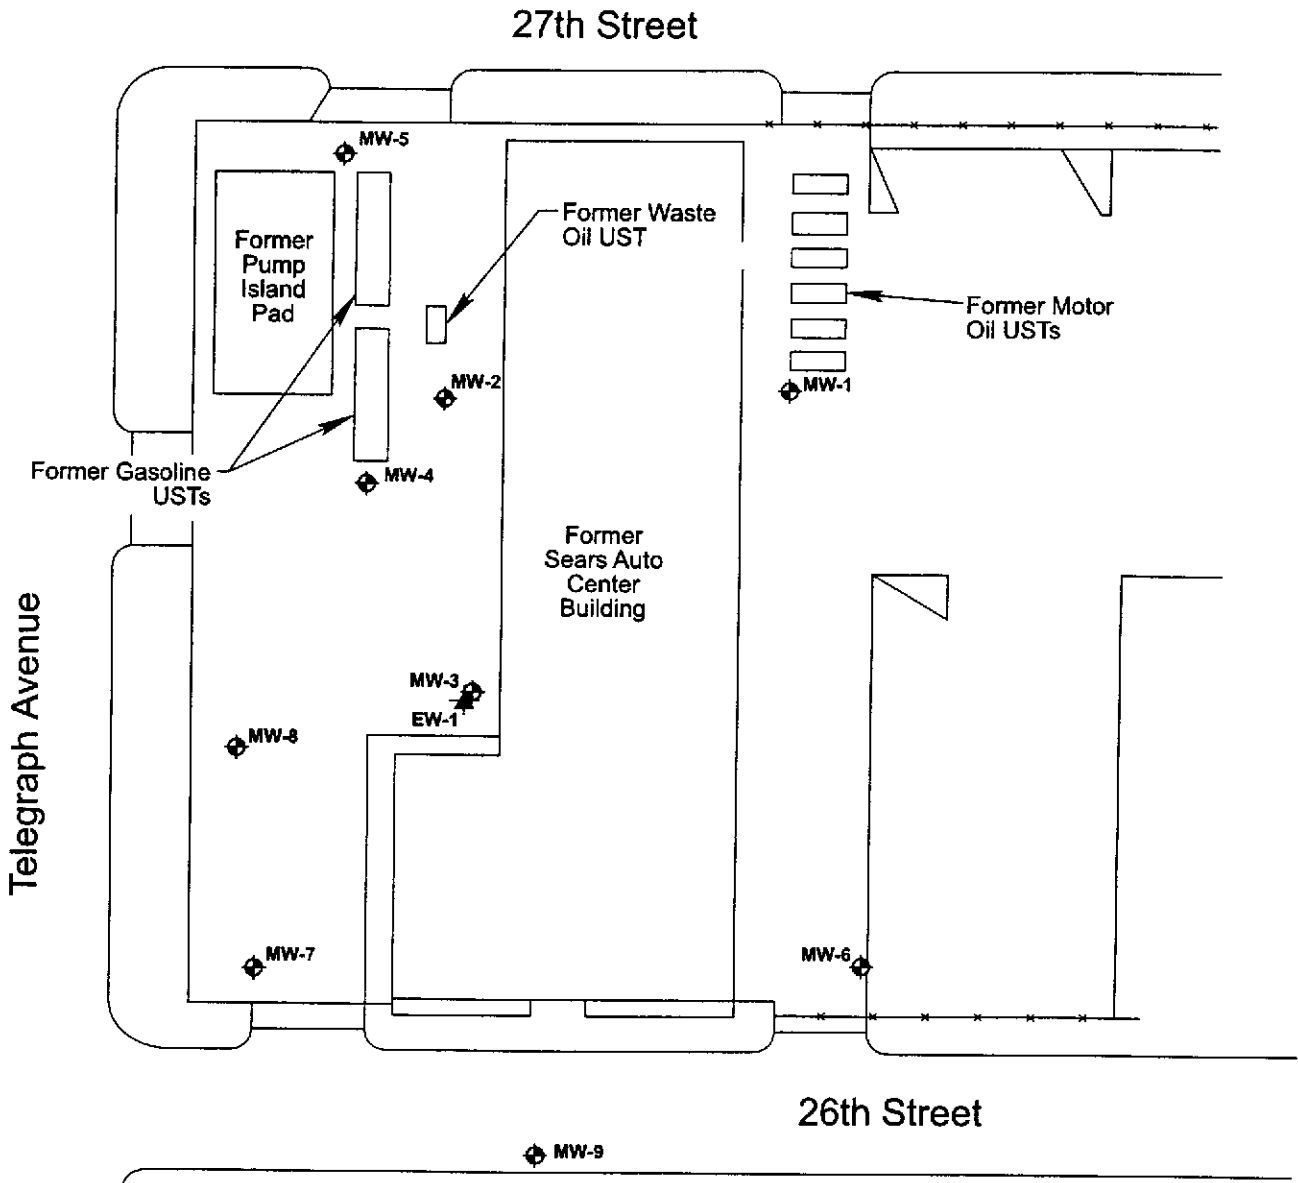 27th Street
MW-5
Former Waste
Oil UST
Former
Pump
Island
Pad
Former Motor
Oil USTs
MW-2
MW-1
Former Gasoline
USTs
MW-4
Former
Sears Auto
Center
Building
Telegraph Avenue
MW-3
EW-1
MW-8
MW-7
MW-6
26th Street
MW-9